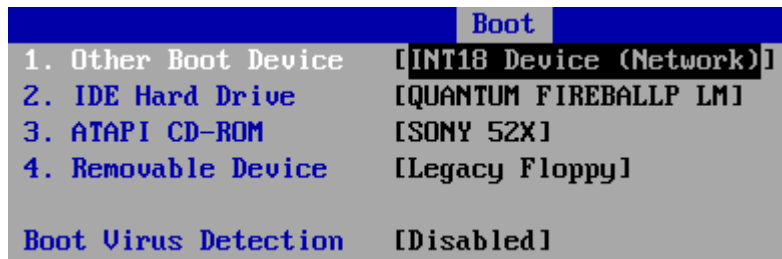 Boot
1. Other Boot Device [INT18 Device (Network)]
2. IDE Hard Drive [QUANTUM FIREBALLP LM]
3. ATAPI CD-ROM [SONY 52X]
4. Removable Device [Legacy Floppy]
Boot Virus Detection [Disabled]